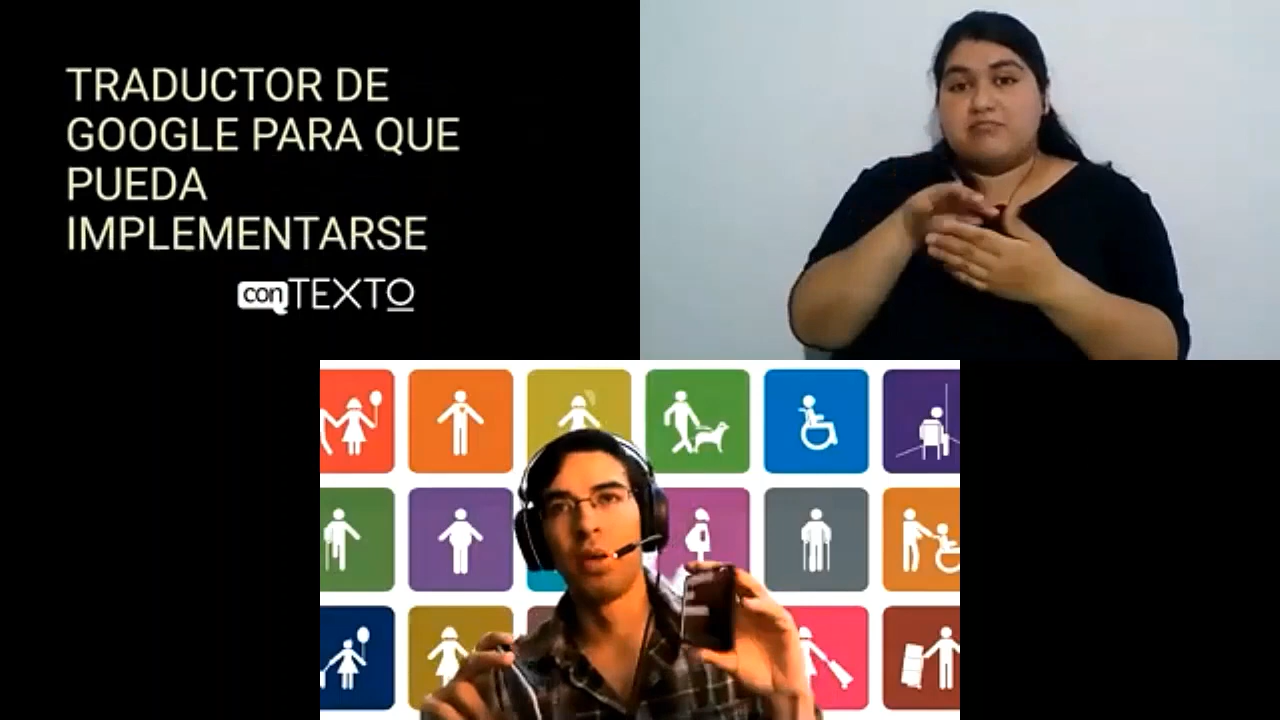 TRADUCTOR DE
GOOGLE PARA QUE
PUEDA
IMPLEMENTARSE
conTEXTO